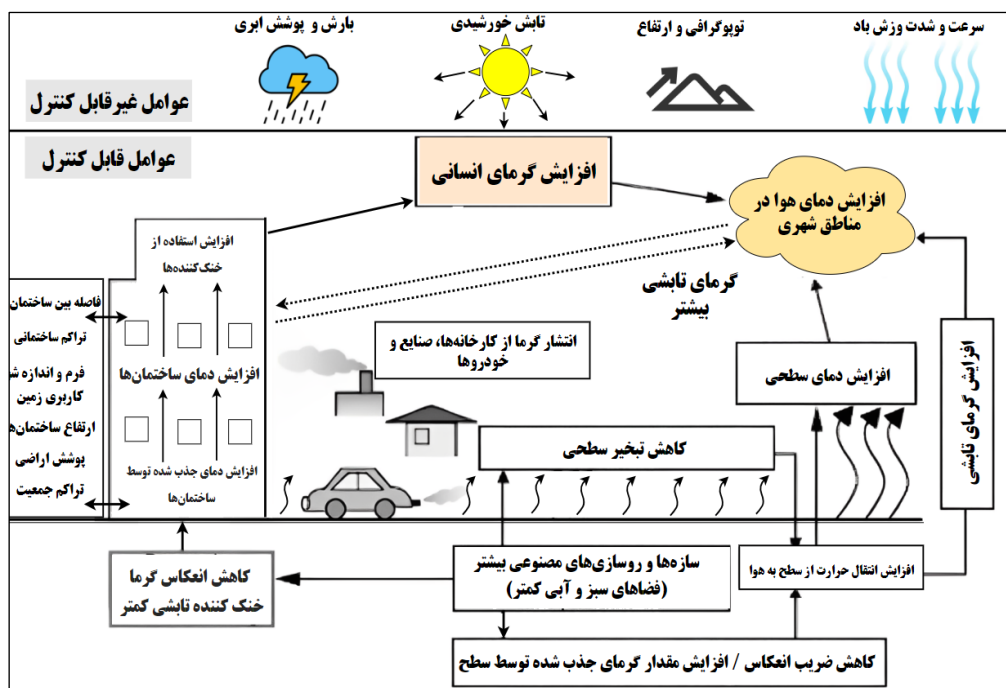 بارش و پوشش ابری
تابش خورشیدی
توپوگرافی و ارتفاع
سرعت و شدت وزش باد
عوامل غیرقابل کنترل
عوامل قابل کنترل
افزایش گرمای انسانی
افزایش دمای هوا در
مناطق شهری
افزایش استفاده از
خنک‌کننده‌ها
گرمای تابشی
بیشتر
فاصله بین ساختمان
تراکم ساختمانی
فرم و اندازه
کاربری زمین
ارتفاع ساختمان‌ه
پوشش اراضی
تراکم جمعیت
افزایش دمای ساختمان‌ها
افزایش دمای جذب شده توسط
ساختمان‌ها
انتشار گرما از کارخانه‌ها، صنایع و
خودروها
افزایش دمای سطحی
افزایش گرمای تابشی
کاهش تبخیر سطحی
کاهش انعکاس گرما
خنک کننده تابشی کمتر
سازه‌ها و روسازی‌های مصنوعی بیشتر
(فضاهای سبز و آبی کمتر)
افزایش انتقال حرارت از سطح به هوا
کاهش ضریب انعکاس / افزایش مقدار گرمای جذب شده توسط سطح